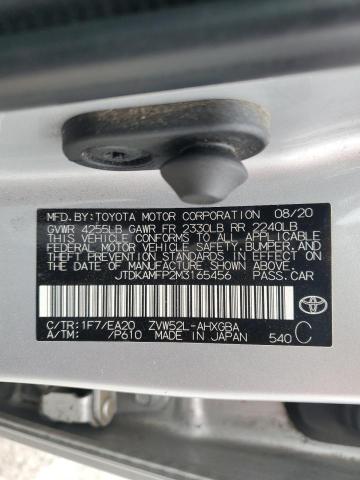 MFD.BY:TOYOTA MOTOR CORPORATION 08/20
GVWR 4255LB GAWR FR 2330LB RR 2240LB
THIS VEHICLE CONFORMS TO ALL APPLICABLE
FEDERAL MOTOR VEHICLE SAFETY, BUMPER, AND
THEFT PREVENTION STANDARDS IN EFFECT ON
THE DATE OF MANUFACTURE SHOWN ABOVE.
JTDKAMFP2M3165456 PASS.CAR
C/TR:1F7/EA20 ZVW52L-AHXGBA
A/TM: /P610 MADE IN JAPAN 540 C
TOYOTA